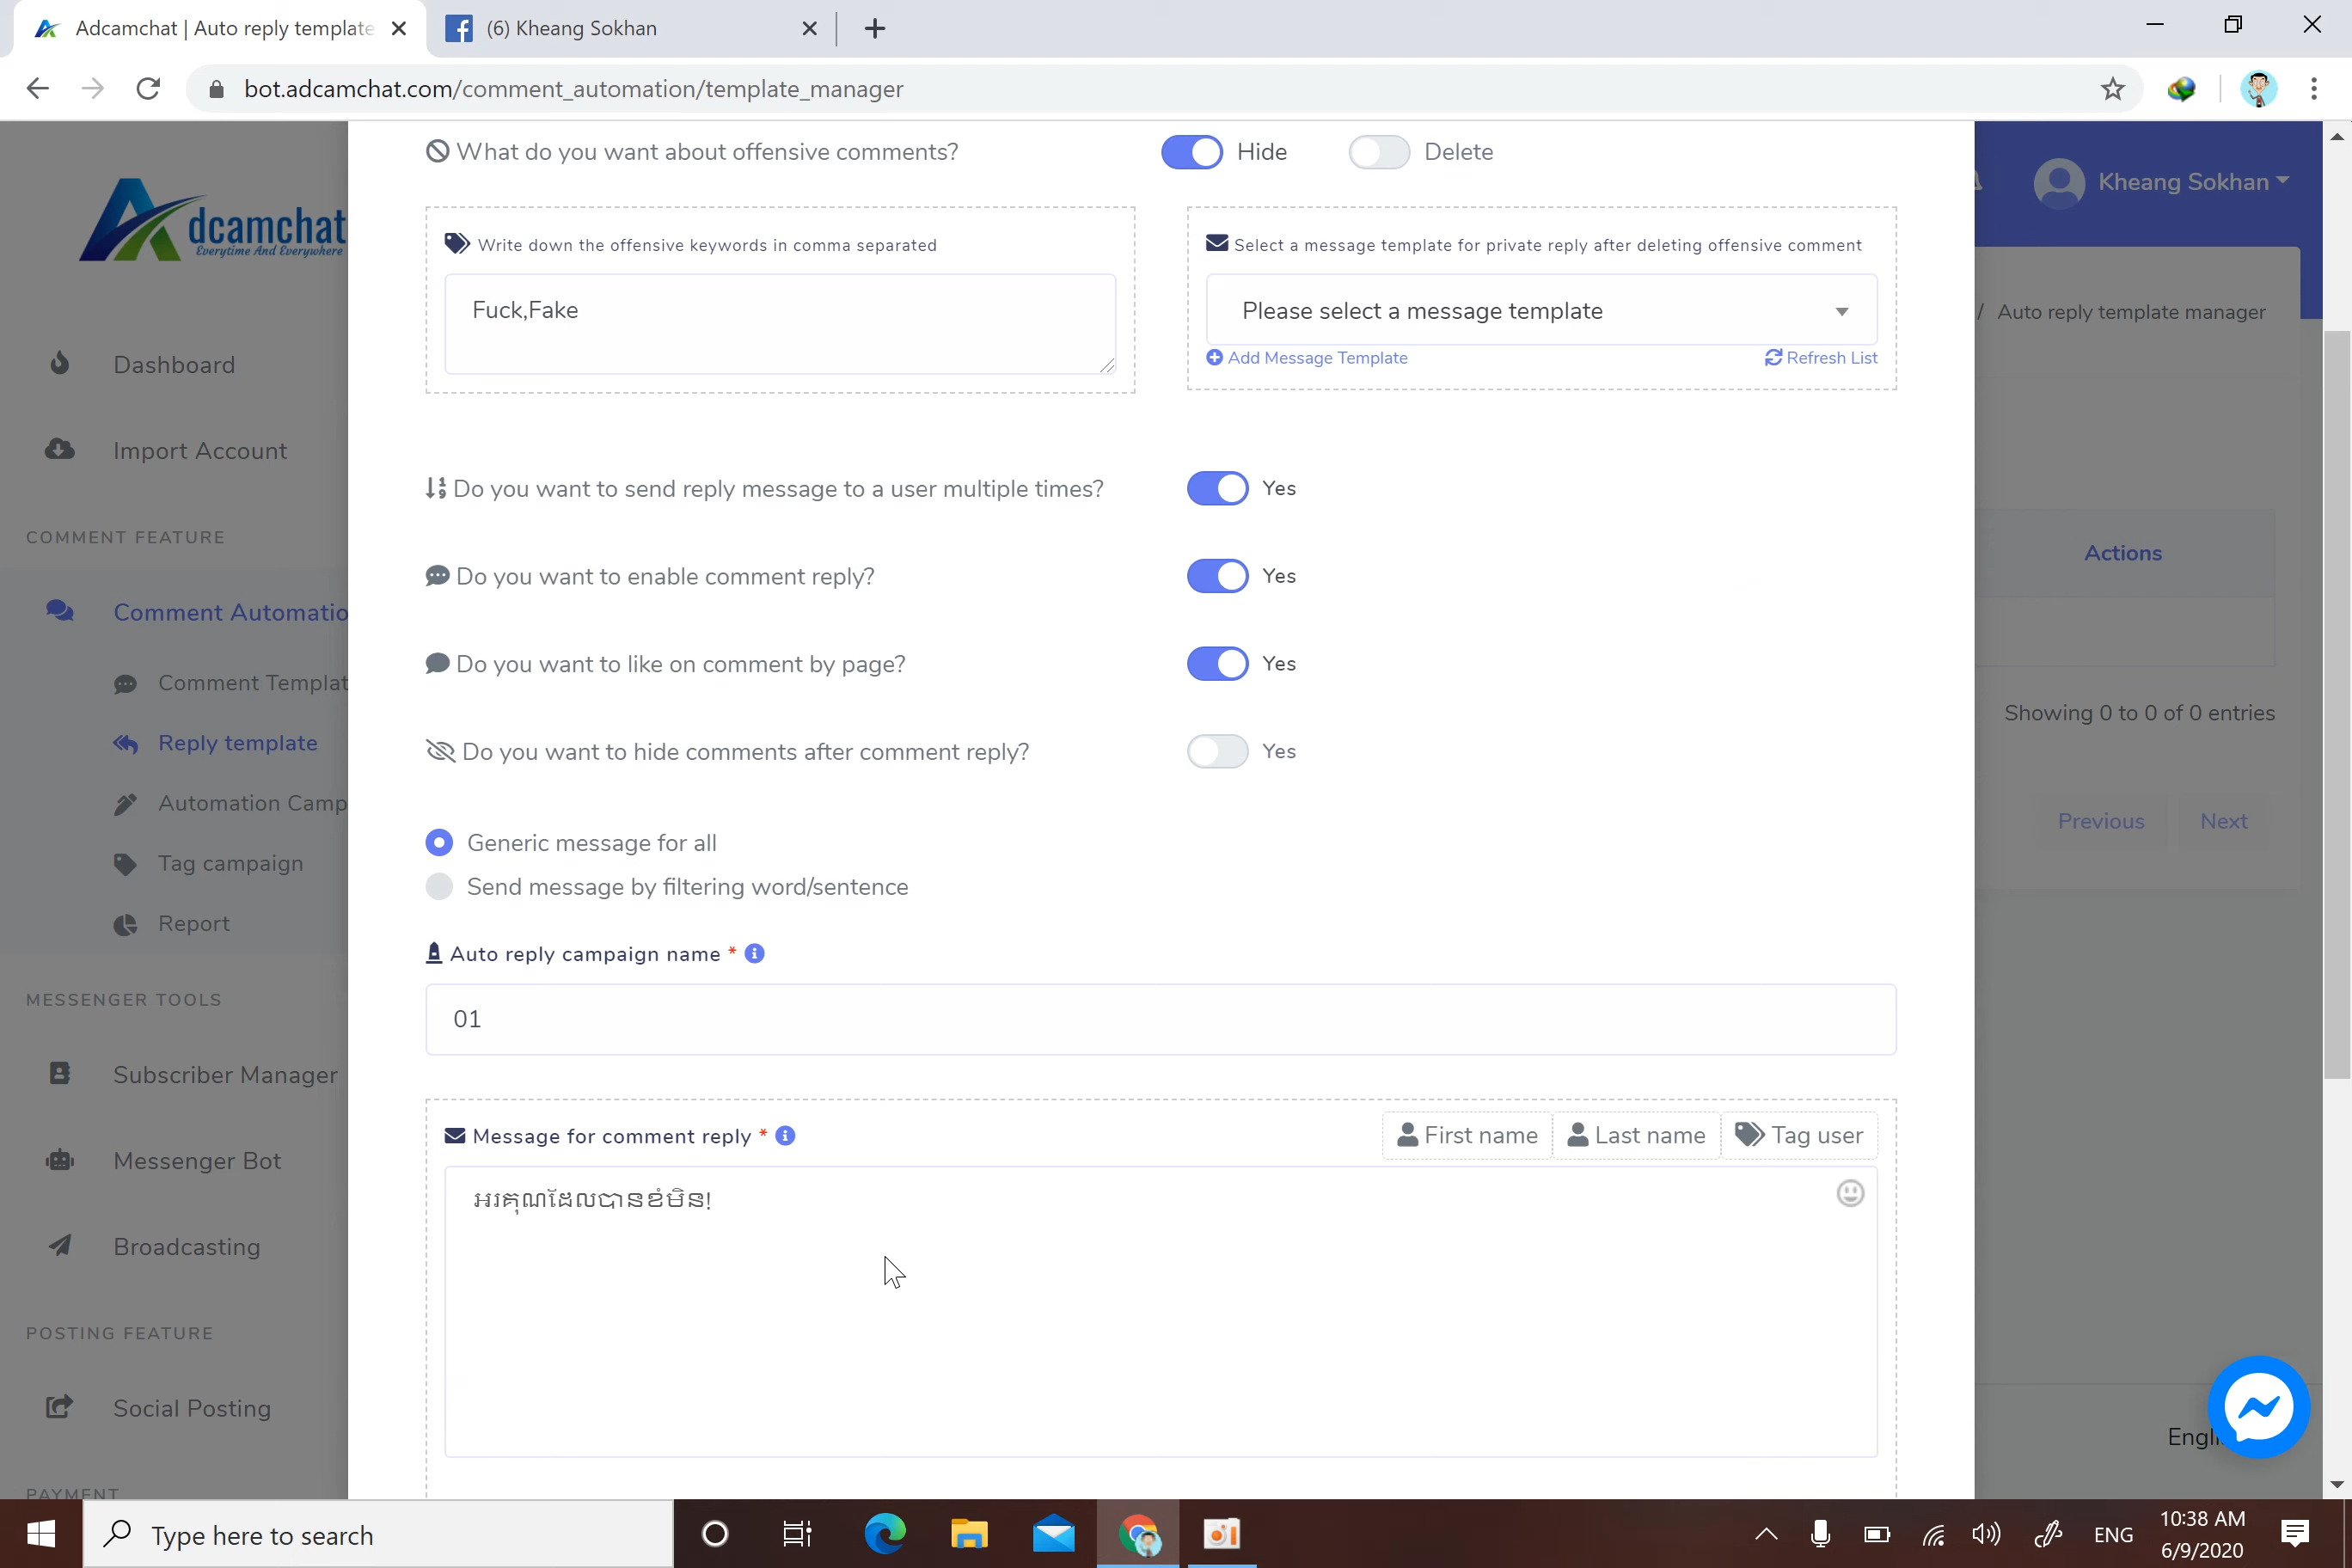 Adcamchat | Auto reply template
(6) Kheang Sokhan
bot.adcamchat.com/comment_automation/template_manager
What do you want about offensive comments?
Hide
Delete
Kheang Sokhan
dcamchat
Everytime And Everywhere
Write down the offensive keywords in comma separated
Select a message template for private reply after deleting offensive comment
Fuck,Fake
Please select a message template
/ Auto reply template manager
Add Message Template
Refresh List
Dashboard
Import Account
Do you want to send reply message to a user multiple times?
Yes
COMMENT FEATURE
Actions
Do you want to enable comment reply?
Yes
Comment Automatio
Do you want to like on comment by page?
Yes
Comment Templat
Showing 0 to 0 of 0 entries
Reply template
Do you want to hide comments after comment reply?
Yes
Automation Camp
Previous
Next
Generic message for all
Tag campaign
Send message by filtering word/sentence
Report
Auto reply campaign name *
MESSENGER TOOLS
01
Subscriber Manager
Message for comment reply *
First name
Last name
Tag user
Messenger Bot
អរគុណដែលបានខំមិន!
Broadcasting
POSTING FEATURE
Social Posting
Engli
PAYMENT
Type here to search
ENG
10:38 AM
6/9/2020